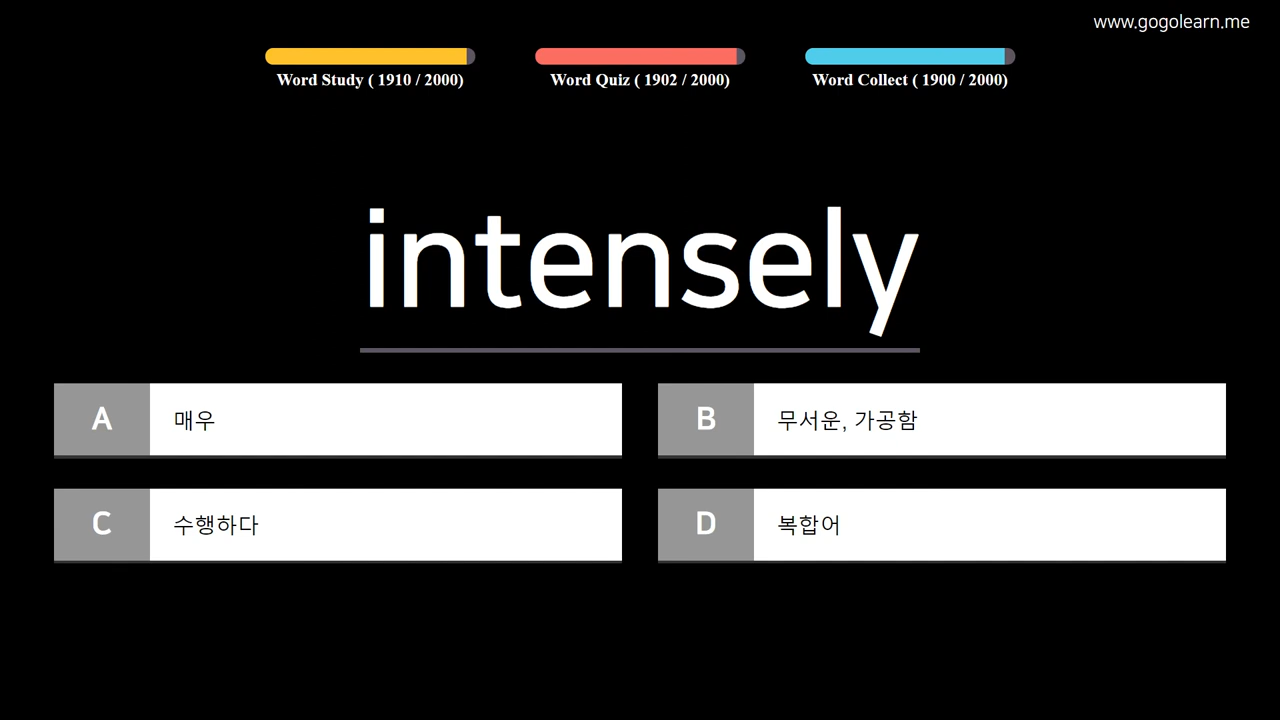 www.gogolearn.me
Word Study ( 1910 / 2000)
Word Quiz ( 1902 / 2000)
Word Collect ( 1900 / 2000)
intensely
A 매우
B 무서운, 가공함
C 수행하다
D 복합어